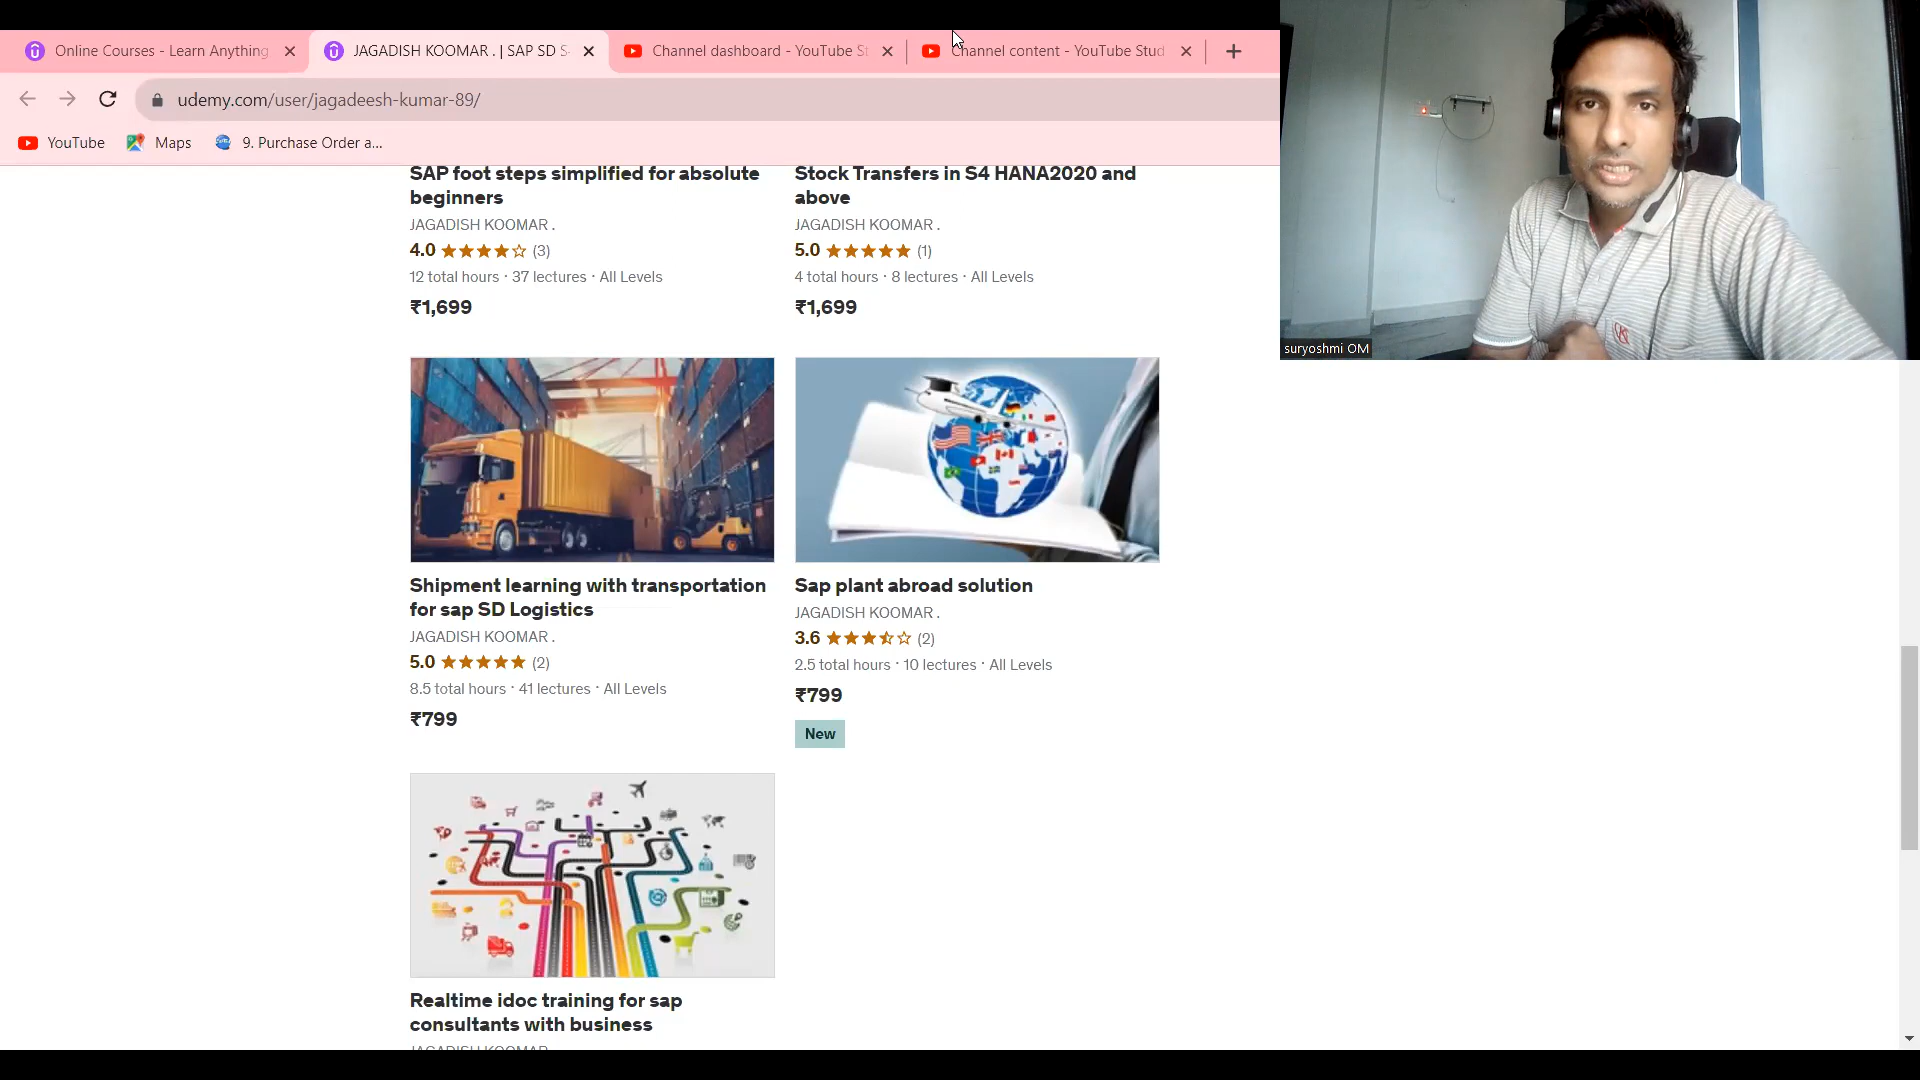 Online Courses - Learn Anything
JAGADISH KOOMAR . | SAP SD S
Channel dashboard - YouTube St
Channel content - YouTube Stud
udemy.com/user/jagadeesh-kumar-89/
YouTube
Maps
9. Purchase Order a...
SAP foot steps simplified for absolute
beginners
JAGADISH KOOMAR .
4.0 (3)
12 total hours · 37 lectures · All Levels
₹1,699
Stock Transfers in S4 HANA2020 and
above
JAGADISH KOOMAR .
5.0 (1)
4 total hours · 8 lectures · All Levels
₹1,699
suryoshmi OM
Shipment learning with transportation
for sap SD Logistics
JAGADISH KOOMAR .
5.0 (2)
8.5 total hours · 41 lectures · All Levels
₹799
Sap plant abroad solution
JAGADISH KOOMAR .
3.6 (2)
2.5 total hours · 10 lectures · All Levels
₹799
New
Realtime idoc training for sap
consultants with business
JAGADISH KOOMAR